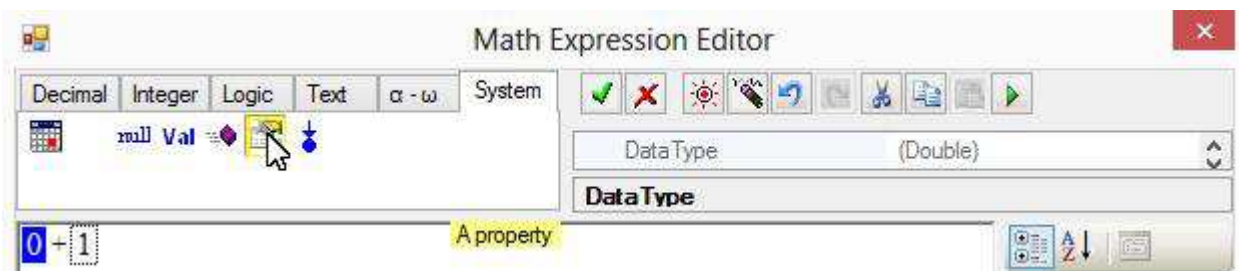 Math Expression Editor
Decimal Integer Logic Text α - ω System
null Val
DataType (Double)
DataType
0 + 1
A property
A Z